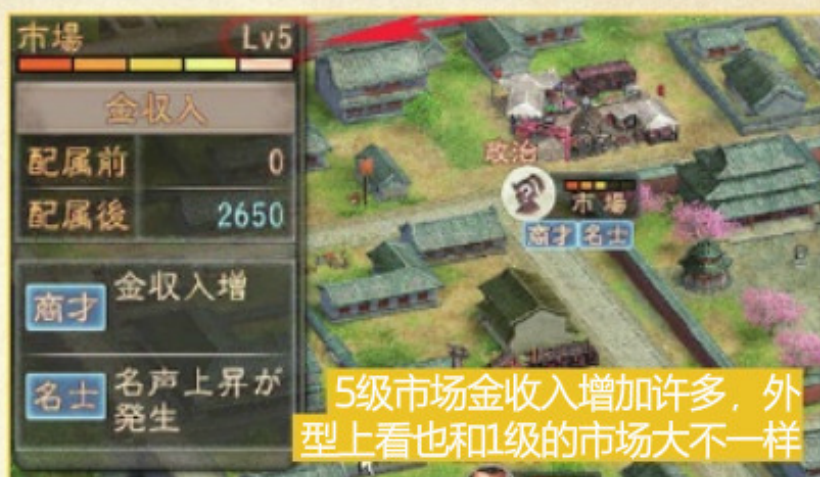 市場 Lv5
金収入
配属前 0
配属後 2650
商才 金収入増
名士 名声上昇が
発生
政治
市場
商才 名士
5级市场金收入增加许多，外
型上看也和1级的市场大不一样